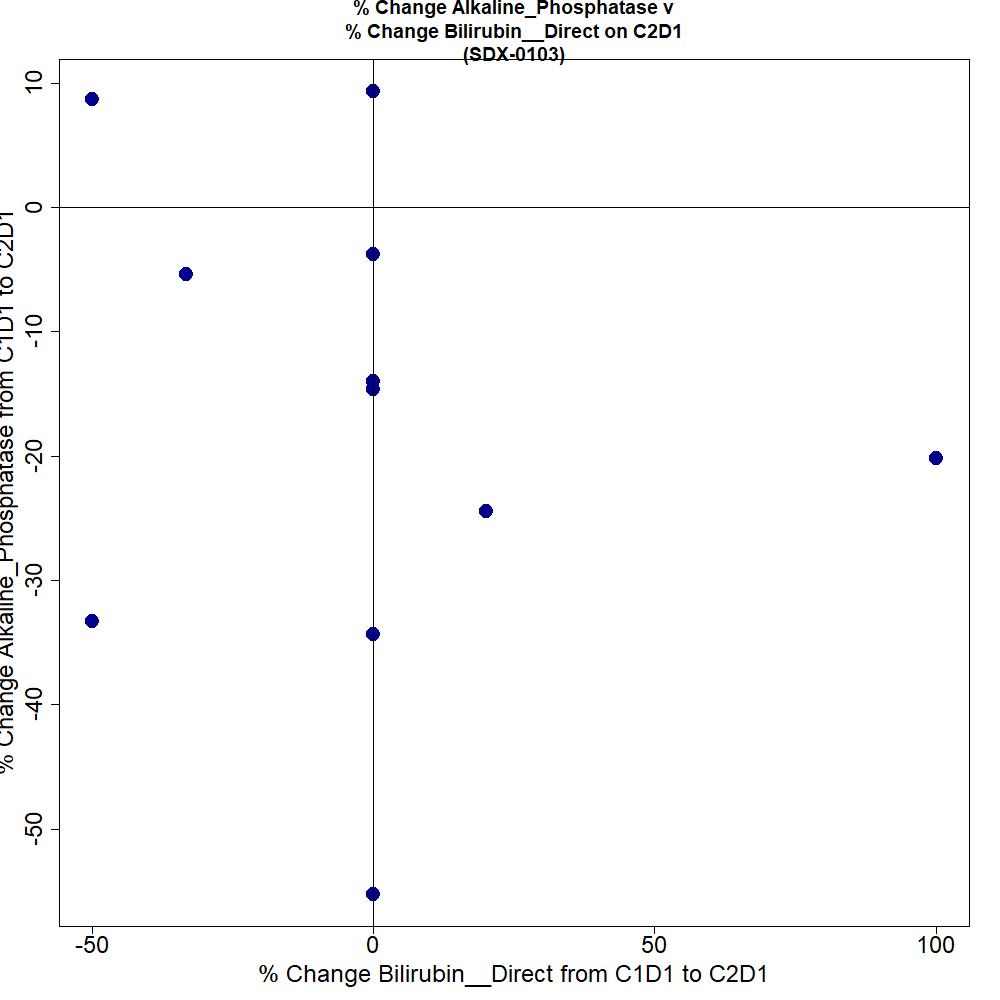 % Change Alkaline_Phosphatase v
% Change Bilirubin__Direct on C2D1
(SDX-0103)
% Change Alkaline_Phosphatase from C1D1 to C2D1
10
0
-10
-20
-30
-40
-50
-50
0
50
100
% Change Bilirubin__Direct from C1D1 to C2D1